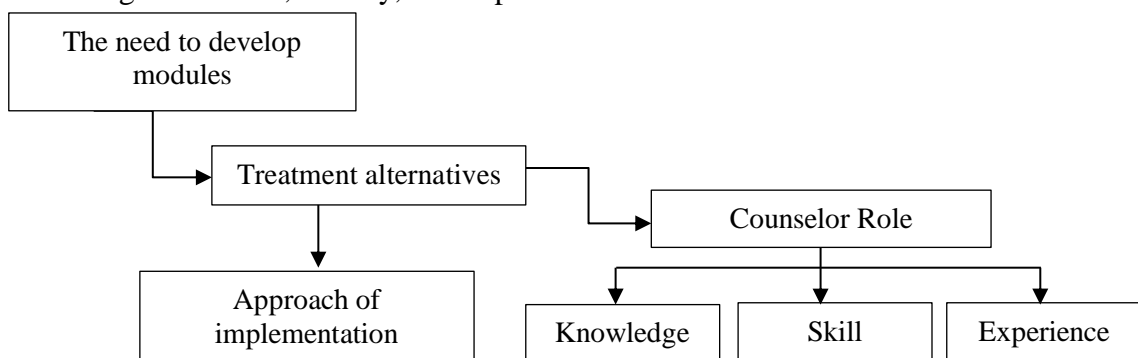 The need to develop
modules
Treatment alternatives
Counselor Role
Approach of
implementation
Knowledge
Skill
Experience